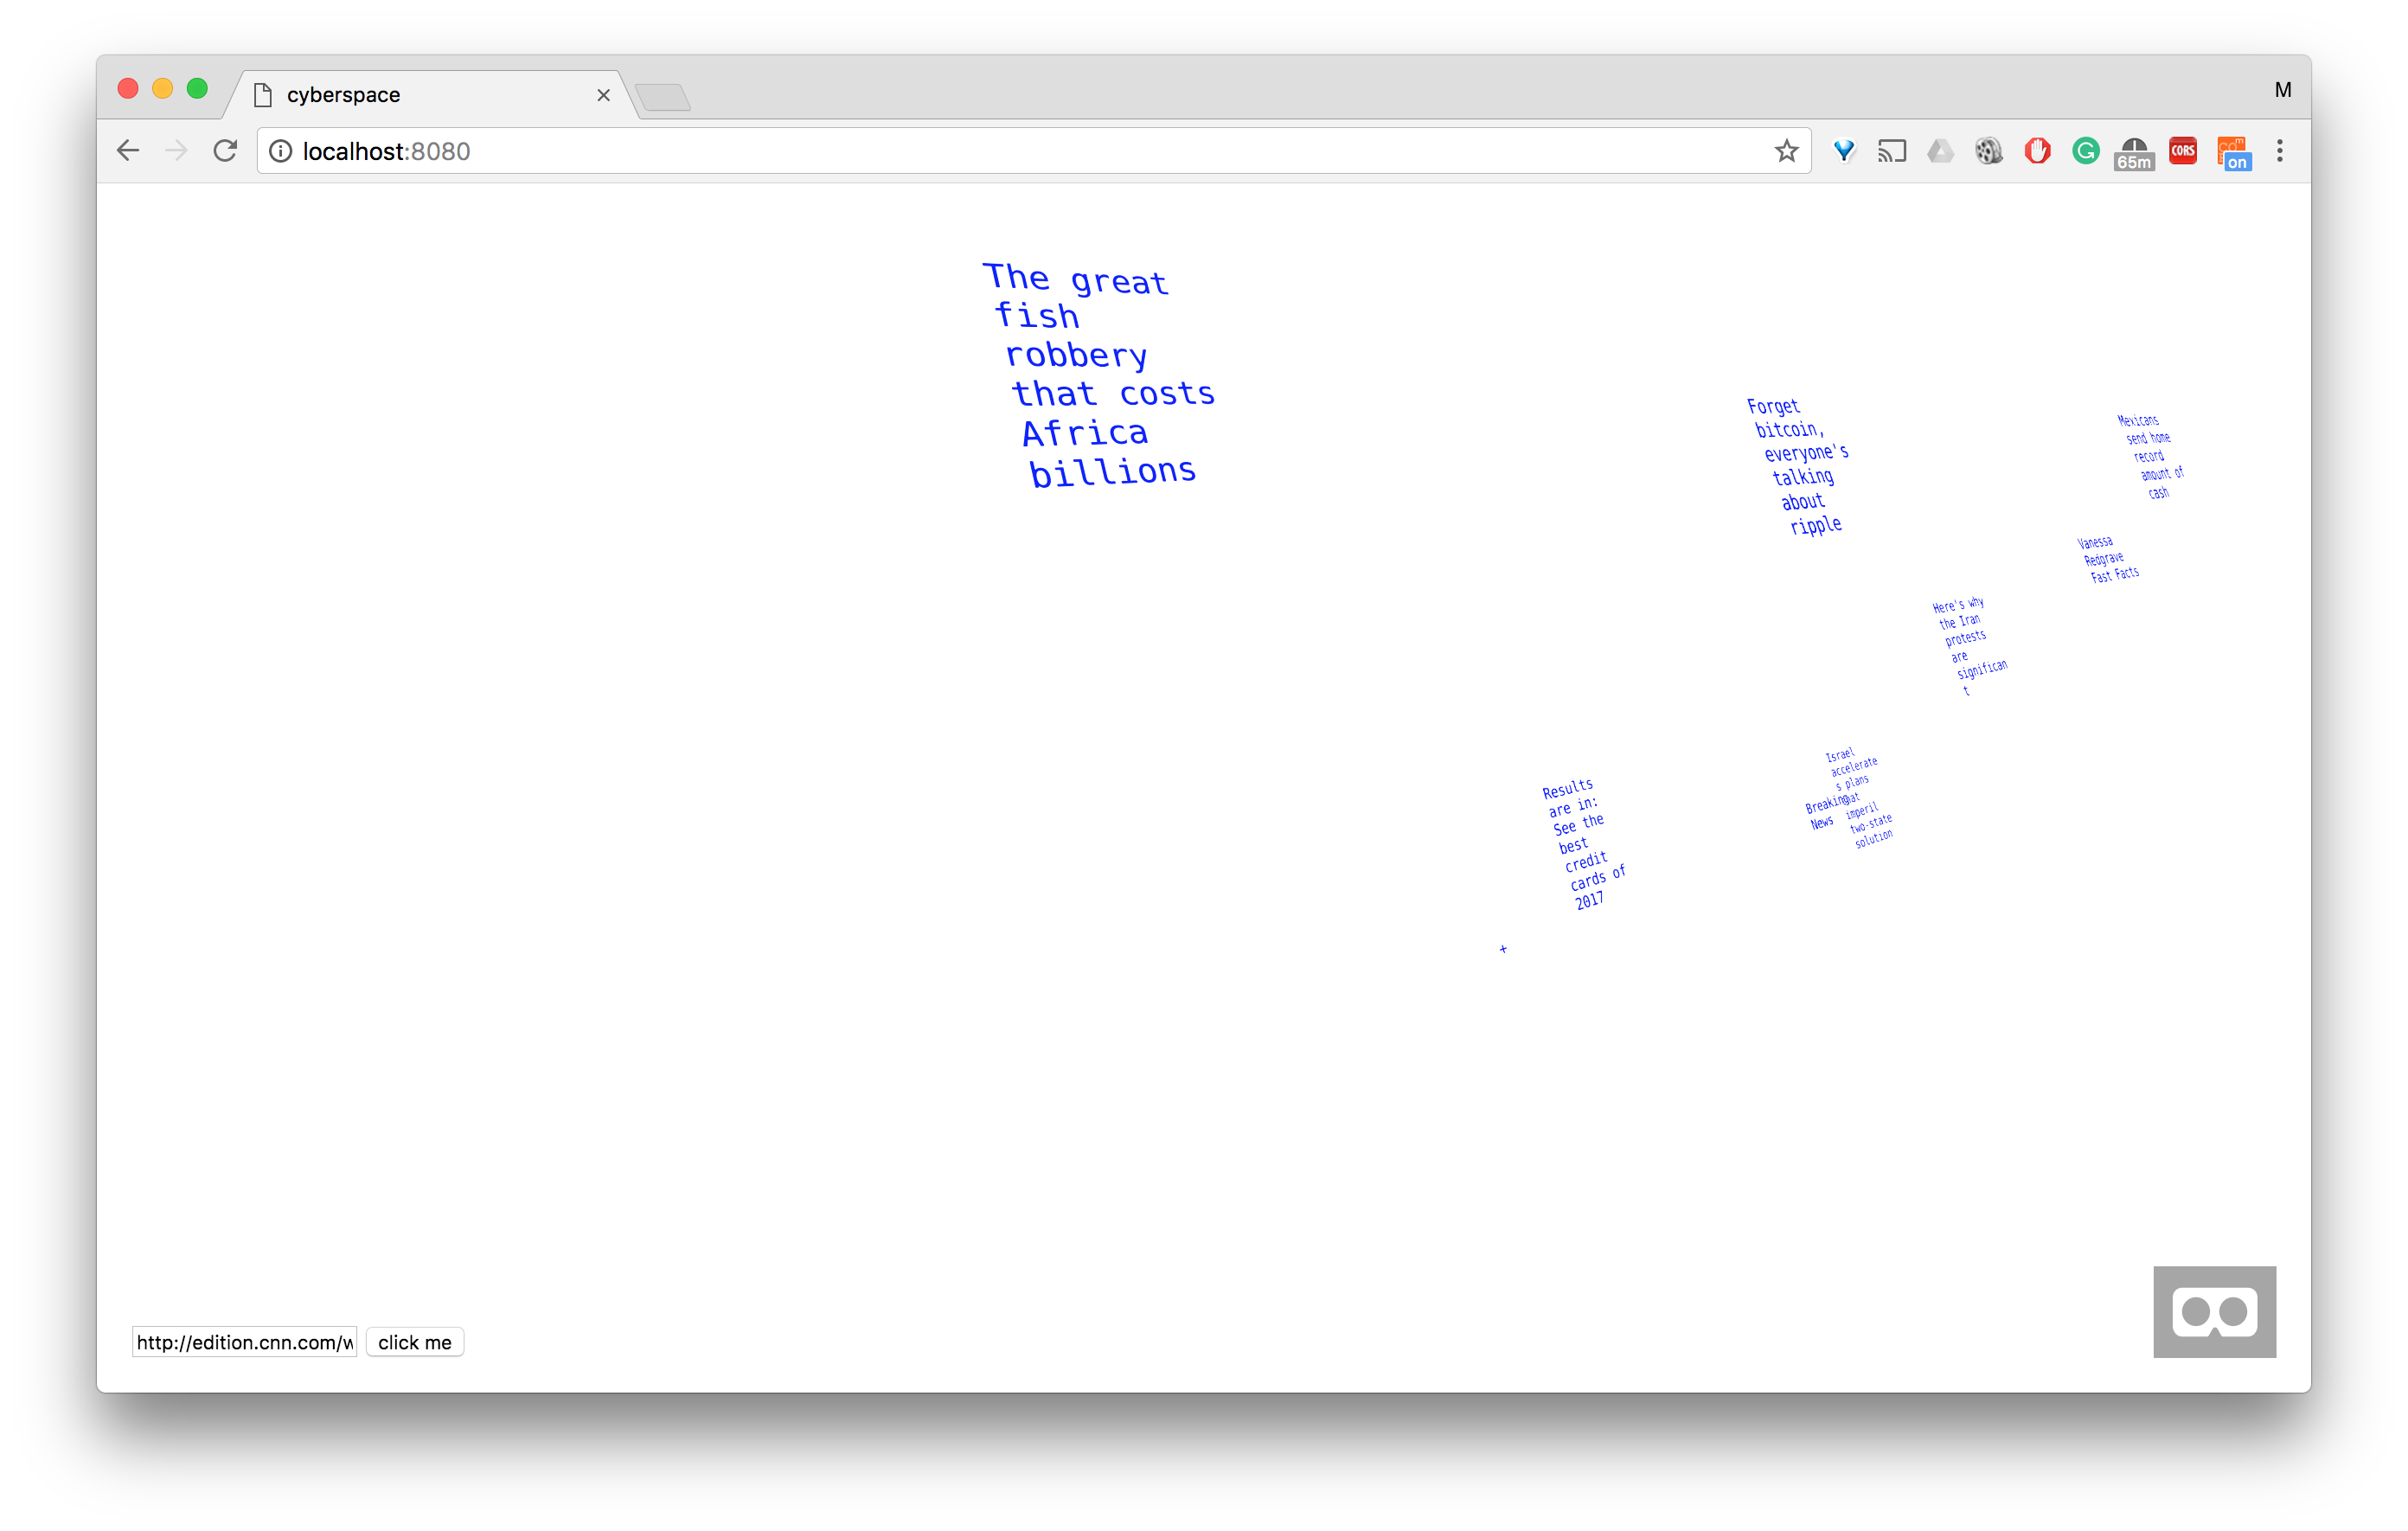 cyberspace
M
localhost:8080
65m
CORS
on
The great
fish
robbery
that costs
Africa
billions
Forget
bitcoin,
everyone's
talking
about
ripple
Mexicans
send home
record
amount of
cash
Vanessa
Redgrave
Fast Facts
Here's why
the Iran
protests
are
significan
t
Israel
accelerate
s plans
that
imperil
two-state
solution
Breaking
News
Results
are in:
See the
best
credit
cards of
2017
+
http://edition.cnn.com/w
click me